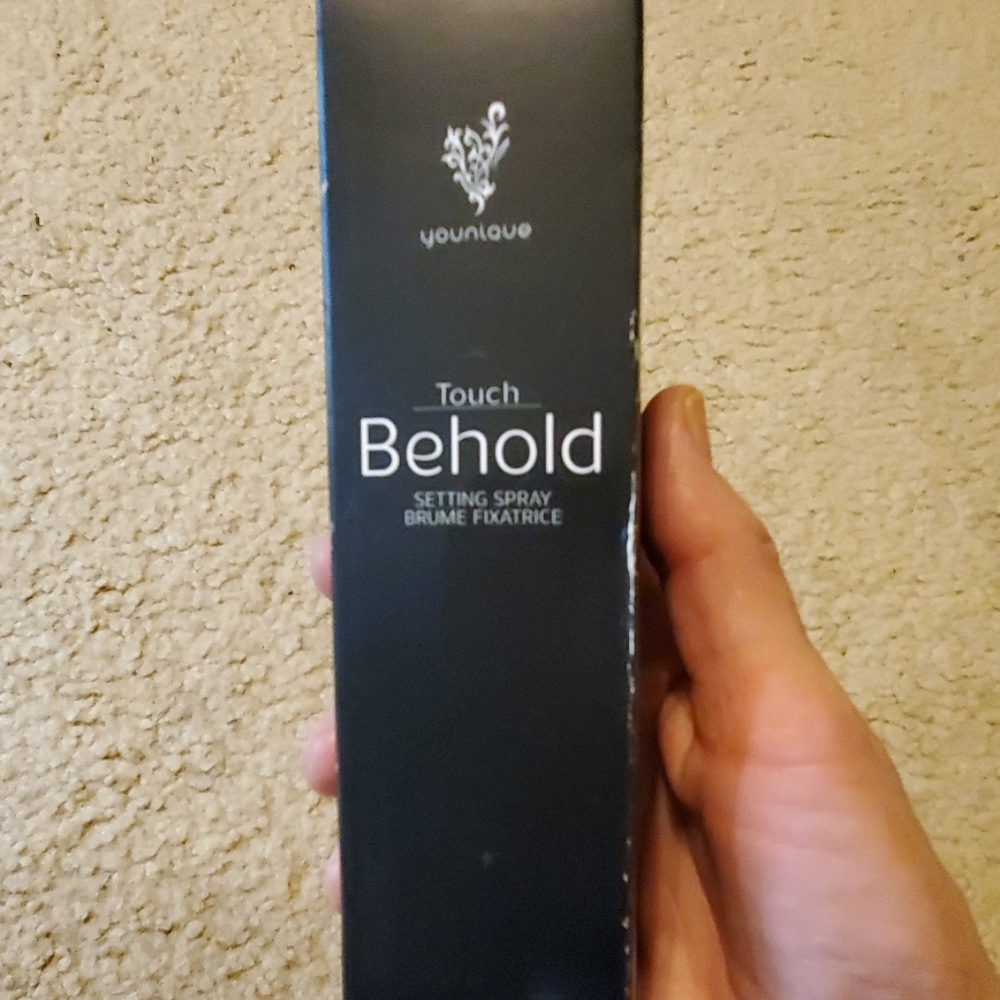 younique
Touch
Behold
SETTING SPRAY
BRUME FIXATRICE